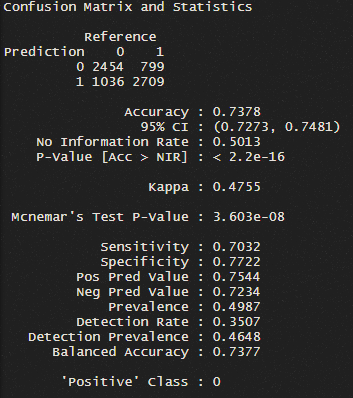 Confusion Matrix and Statistics
Reference
Prediction 0 1
0 2454 799
1 1036 2709
Accuracy : 0.7378
95% CI : (0.7273, 0.7481)
No Information Rate : 0.5013
P-Value [Acc > NIR] : < 2.2e-16
Kappa : 0.4755
Mcnemar's Test P-Value : 3.603e-08
Sensitivity : 0.7032
Specificity : 0.7722
Pos Pred Value : 0.7544
Neg Pred Value : 0.7234
Prevalence : 0.4987
Detection Rate : 0.3507
Detection Prevalence : 0.4648
Balanced Accuracy : 0.7377
'Positive' Class : 0